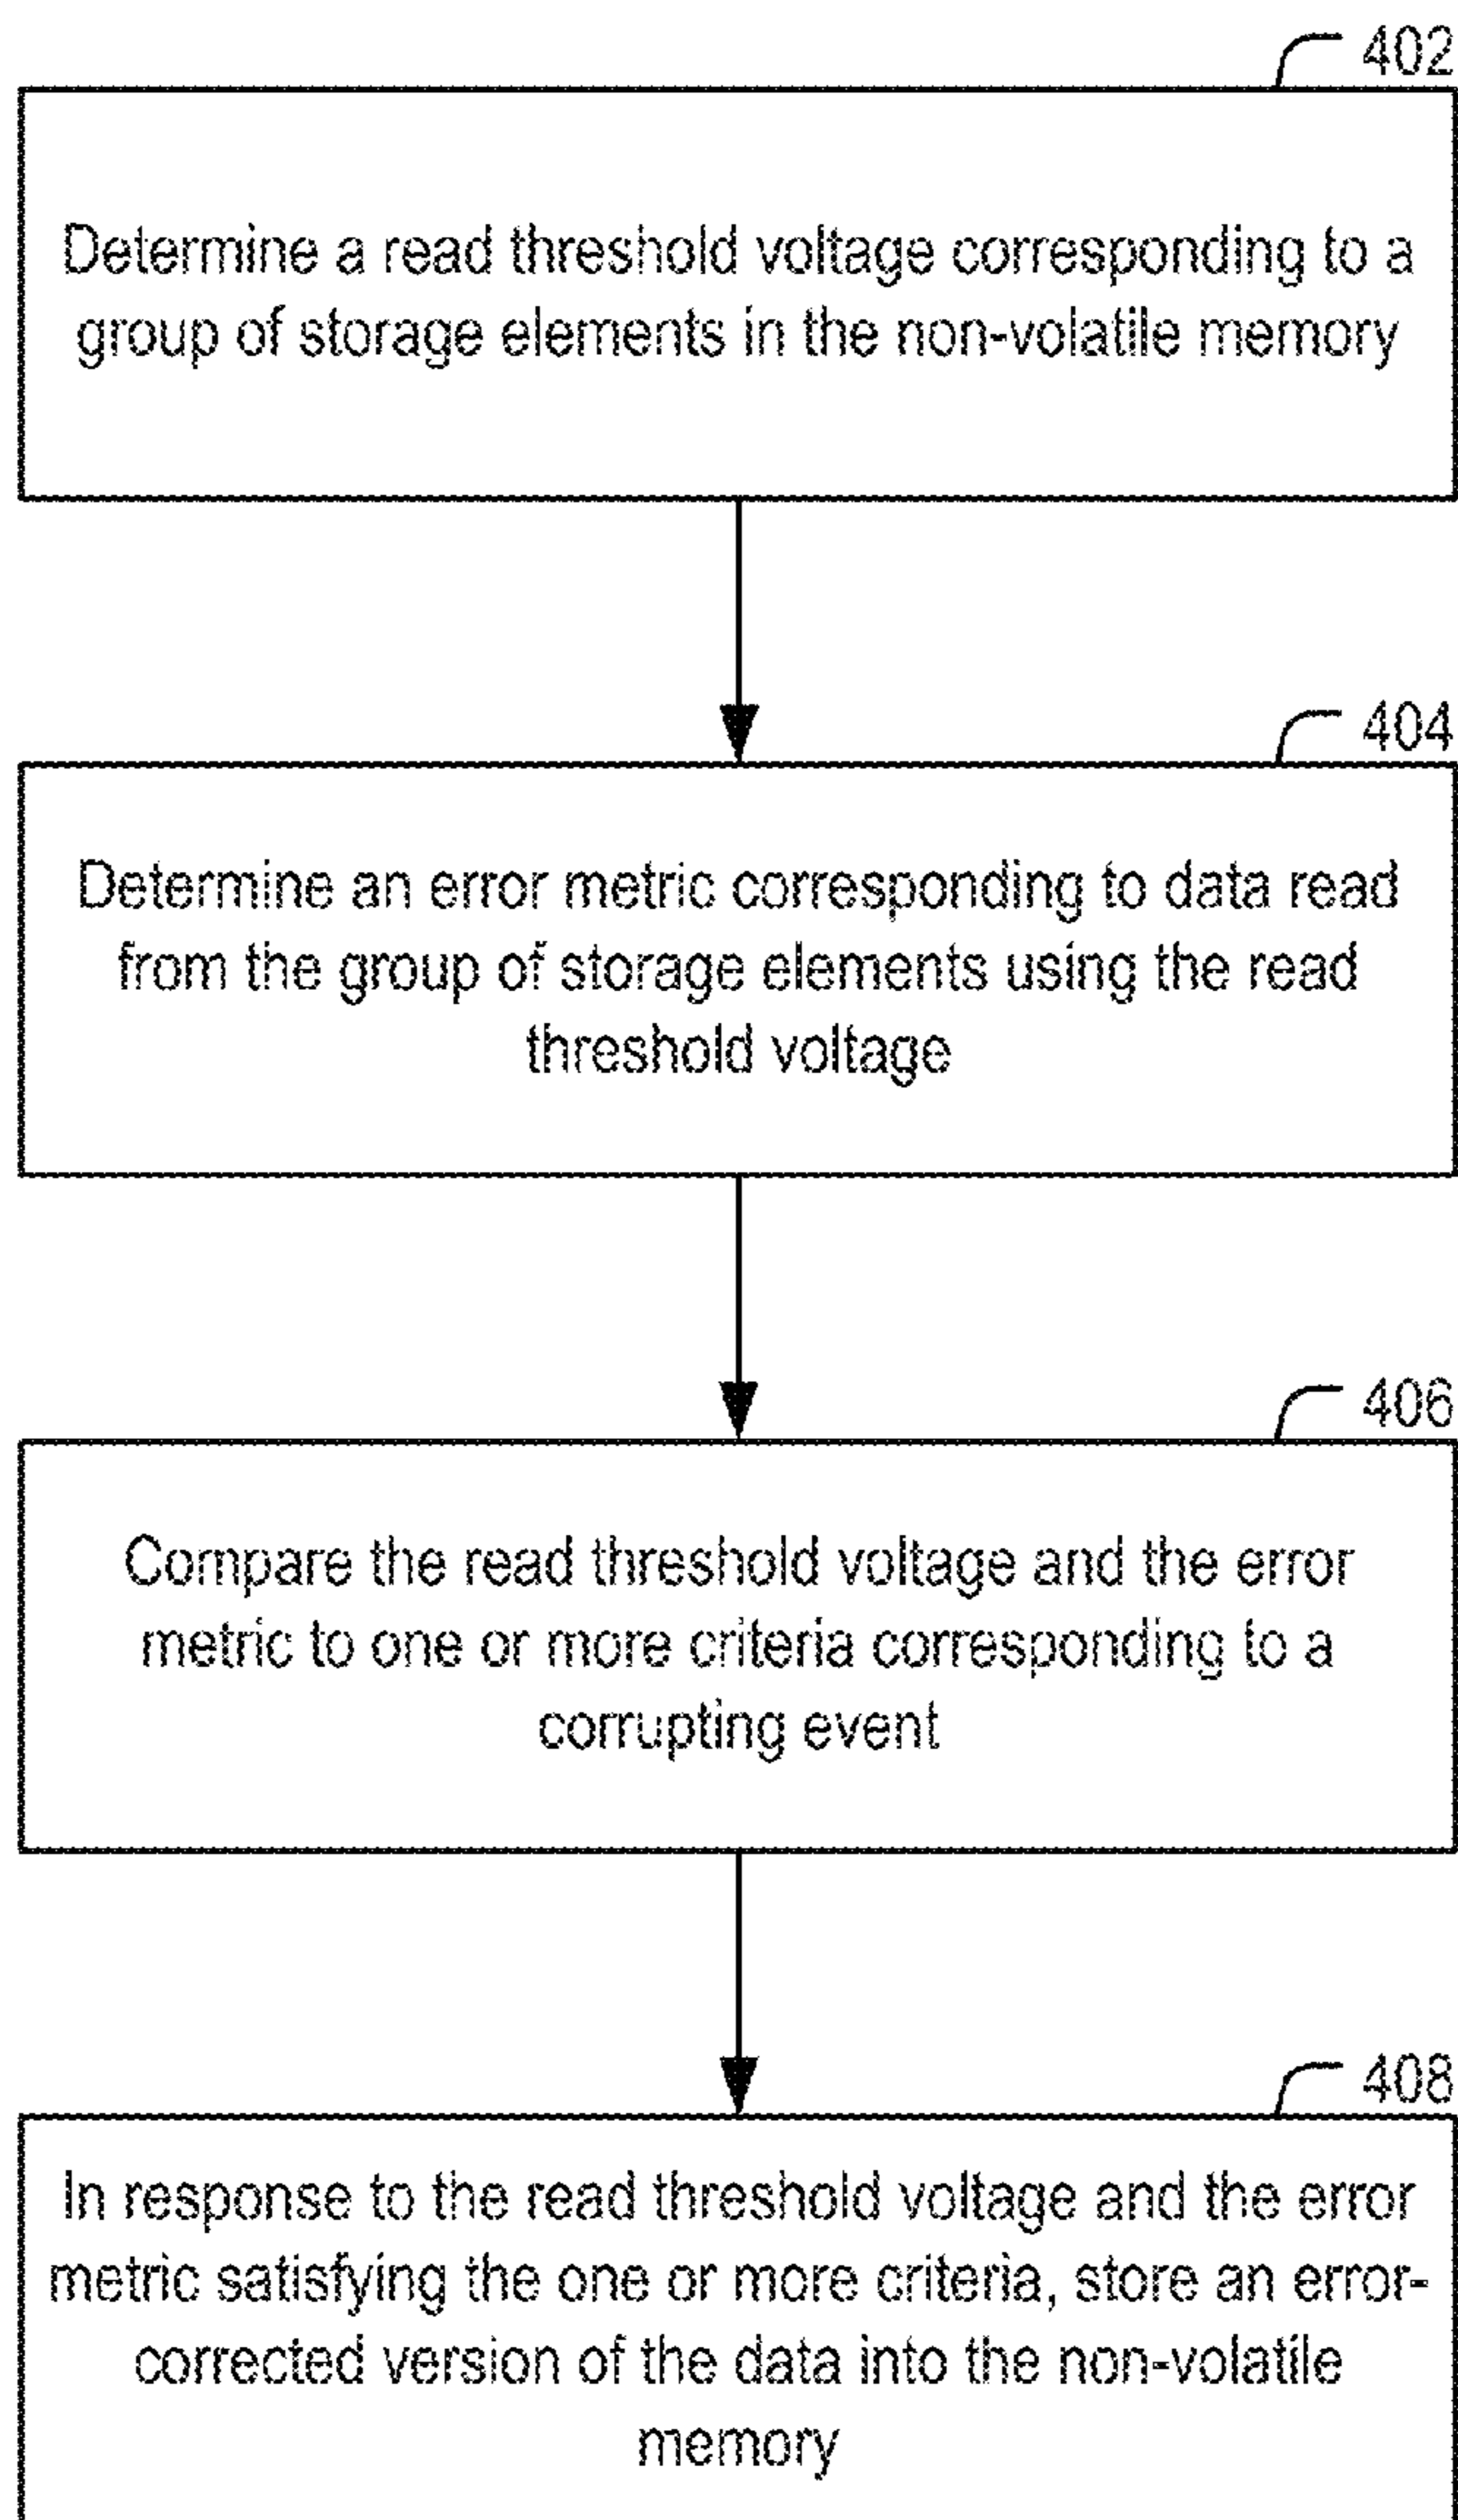 402
Determine a read threshold voltage corresponding to a
group of storage elements in the non-volatile memory
404
Determine an error metric corresponding to data read
from the group of storage elements using the read
threshold voltage
406
Compare the read threshold voltage and the error
metric to one or more criteria corresponding to a
corrupting event
408
In response to the read threshold voltage and the error
metric satisfying the one or more criteria, store an error-
corrected version of the data into the non-volatile
memory